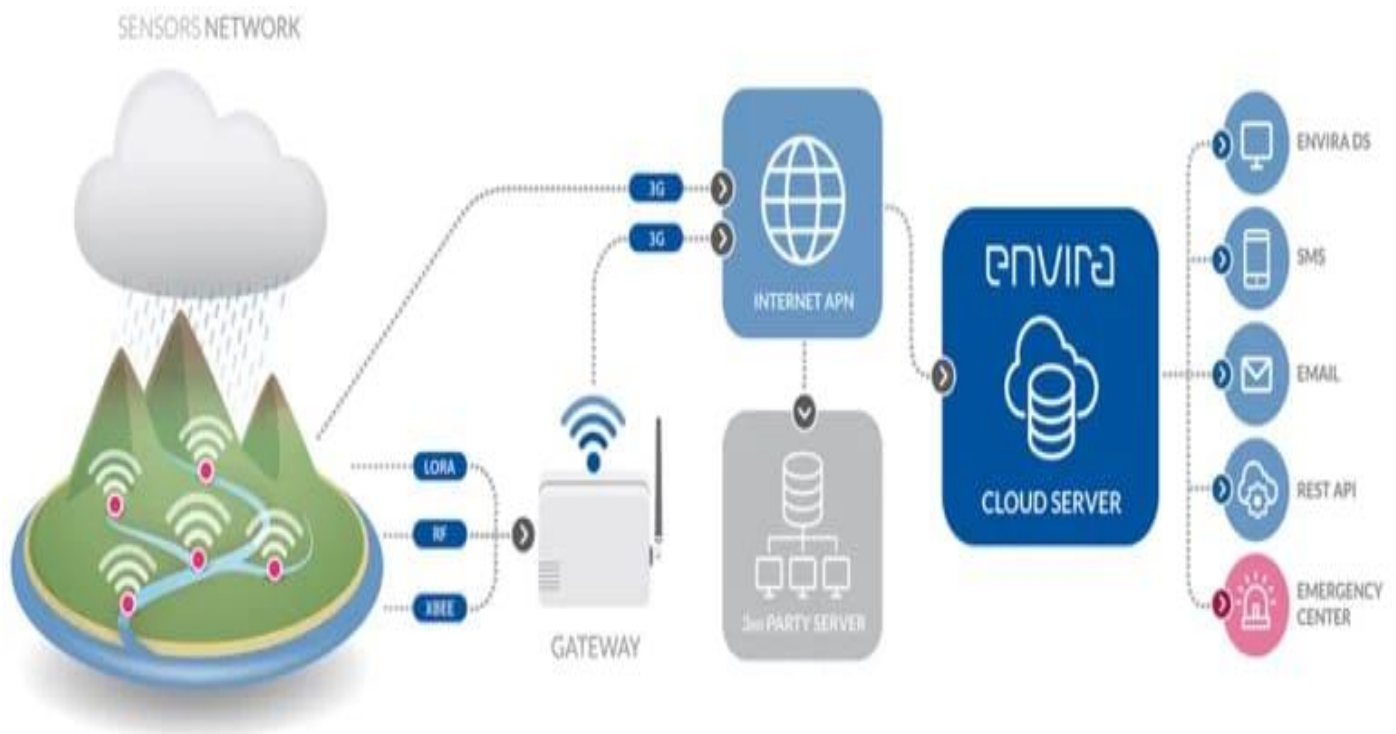 SENSORS NETWORK
3G
3G
INTERNET APN
LORA
RF
XBEE
GATEWAY
3RD PARTY SERVER
envira
CLOUD SERVER
ENVIRA DS
SMS
EMAIL
REST API
EMERGENCY
CENTER